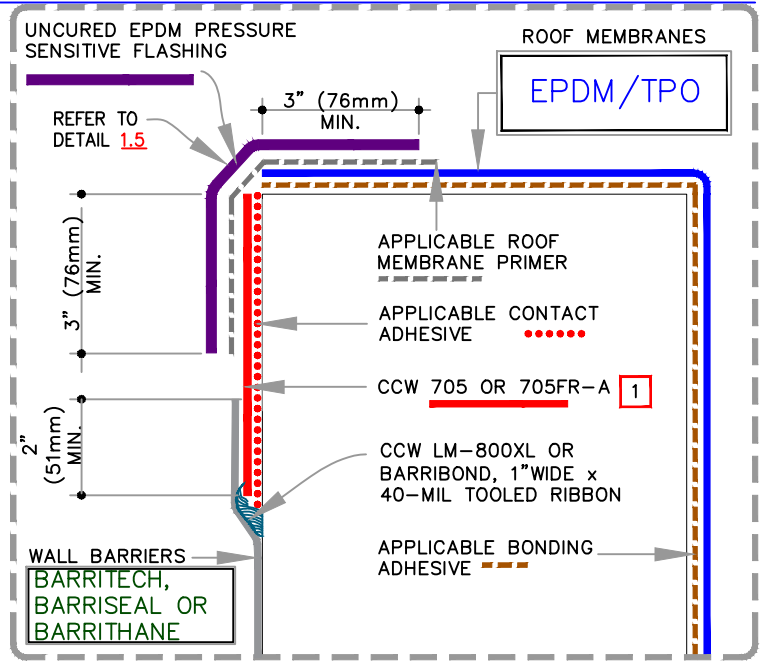 UNCURED EPDM PRESSURE
SENSITIVE FLASHING
ROOF MEMBRANES
EPDM/TPO
3" (76mm)
MIN.
REFER TO
DETAIL 1.5
3" (76mm)
MIN.
APPLICABLE ROOF
MEMBRANE PRIMER
APPLICABLE CONTACT
ADHESIVE
CCW 705 OR 705FR-A 1
2"
(51mm)
MIN.
CCW LM-800XL OR
BARRIBOND, 1"WIDE x
40-MIL TOOLED RIBBON
APPLICABLE BONDING
ADHESIVE
WALL BARRIERS
BARRITECH,
BARRISEAL OR
BARRITHANE